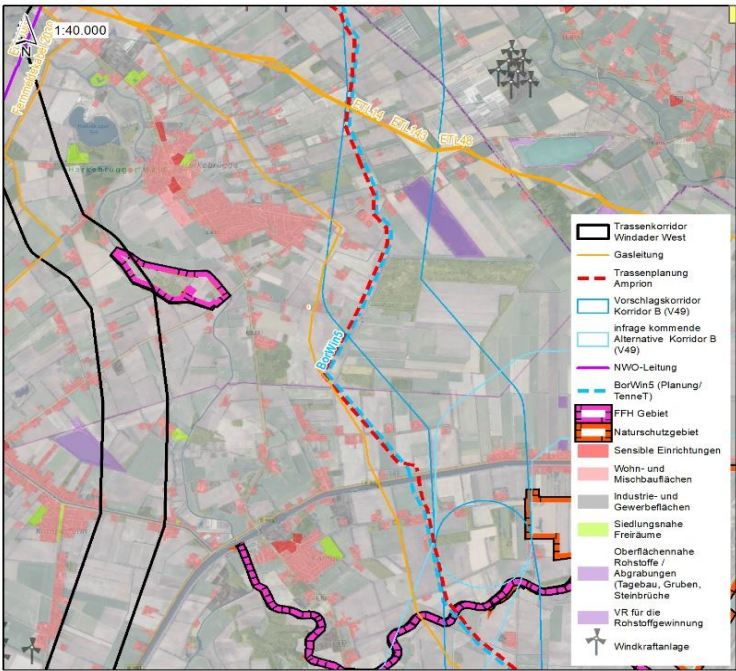 1:40.000
N
ETL14 ETL143 ETL48
Harkebrügge
BorWin5
Trassenkorridor
Windader West
Gasleitung
Trassenplanung
Amprion
Vorschlagskorridor
Korridor B (V49)
infrage kommende
Alternative Korridor B
(V49)
NWO-Leitung
BorWin5 (Planung/
TenneT)
FFH Gebiet
Naturschutzgebiet
Sensible Einrichtungen
Wohn- und
Mischbauflächen
Industrie- und
Gewerbeflächen
Siedlungsnahe
Freiräume
Oberflächennahe
Rohstoffe /
Abgrabungen
(Tagebau, Gruben,
Steinbrüche
VR für die
Rohstoffgewinnung
Windkraftanlage